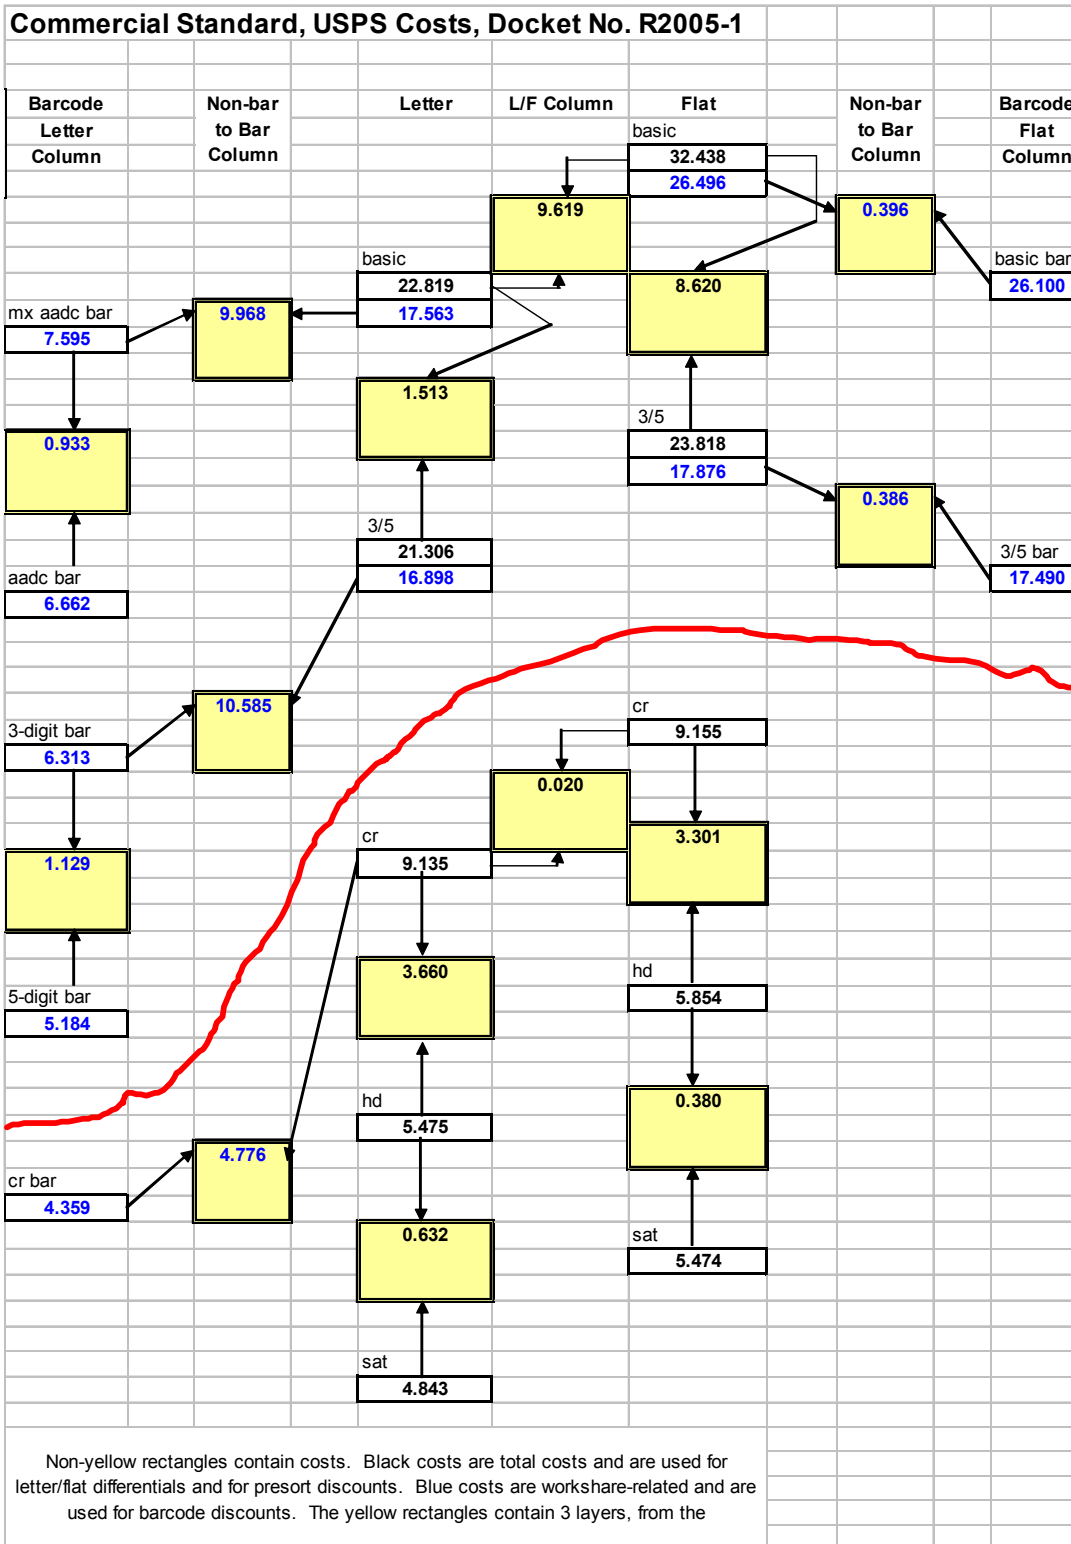 Commercial Standard, USPS Costs, Docket No. R2005-1
Barcode Non-bar Letter L/F Column Flat Non-bar Barcode
Letter to Bar to Bar Flat
Column Column Column Column
basic
32.438
26.496
9.619
0.396
basic
basic bar
22.819
8.620
26.100
mx aadc bar
9.968
17.563
7.595
1.513
3/5
0.933
23.818
17.876
0.386
3/5
21.306
3/5 bar
aadc bar
16.898
17.490
6.662
10.585
cr
3-digit bar
9.155
6.313
0.020
cr
3.301
1.129
9.135
3.660
hd
5-digit bar
5.854
5.184
hd
0.380
5.475
4.776
cr bar
4.359
0.632
sat
5.474
sat
4.843
Non-yellow rectangles contain costs. Black costs are total costs and are used for
letter/flat differentials and for presort discounts. Blue costs are workshare-related and are
used for barcode discounts. The yellow rectangles contain 3 layers, from the